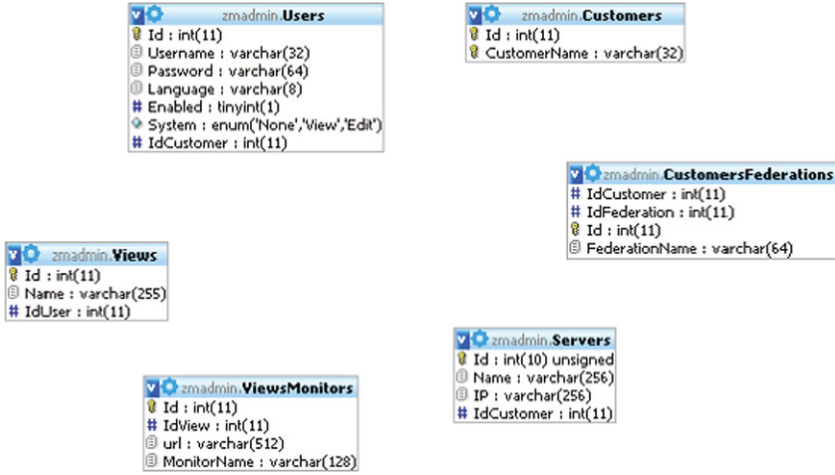 zmadmin.Users
Id : int(11)
Username : varchar(32)
Password : varchar(64)
Language : varchar(8)
# Enabled : tinyint(1)
System : enum('None','View','Edit')
# IdCustomer : int(11)
zmadmin.Customers
Id : int(11)
CustomerName : varchar(32)
zmadmin.CustomersFederations
# IdCustomer : int(11)
# IdFederation : int(11)
Id : int(11)
FederationName : varchar(64)
zmadmin.Views
Id : int(11)
Name : varchar(255)
# IdUser : int(11)
zmadmin.Servers
Id : int(10) unsigned
Name : varchar(256)
IP : varchar(256)
# IdCustomer : int(11)
zmadmin.ViewsMonitors
Id : int(11)
# IdView : int(11)
url : varchar(512)
MonitorName : varchar(128)